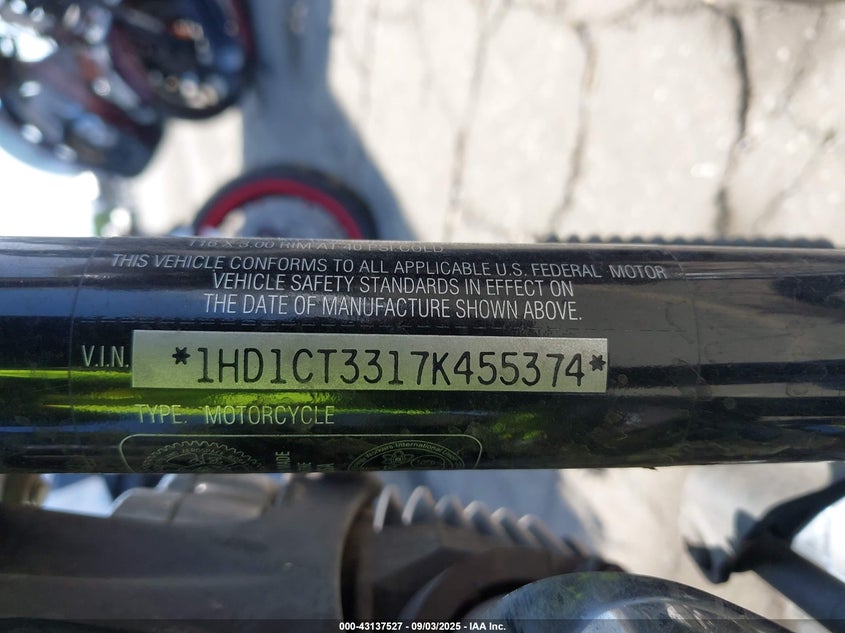 THIS VEHICLE CONFORMS TO ALL APPLICABLE U.S. FEDERAL MOTOR
VEHICLE SAFETY STANDARDS IN EFFECT ON
THE DATE OF MANUFACTURE SHOWN ABOVE.
V.I.N. *1HD1CT3317K455374*
TYPE: MOTORCYCLE
000-43137527 - 09/03/2025 - IAA Inc.